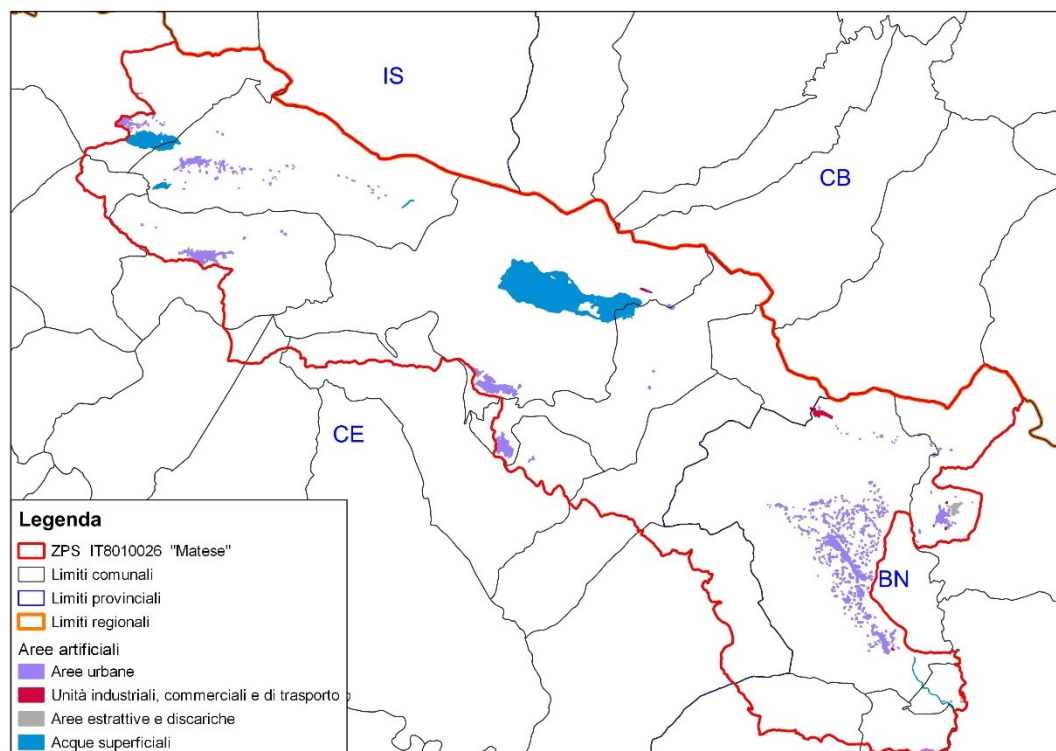 IS
CB
CE
BN
Legenda
ZPS IT8010026 "Matese"
Limiti comunali
Limiti provinciali
Limiti regionali
Aree artificiali
Aree urbane
Unità industriali, commerciali e di trasporto
Aree estrattive e discariche
Acque superficiali